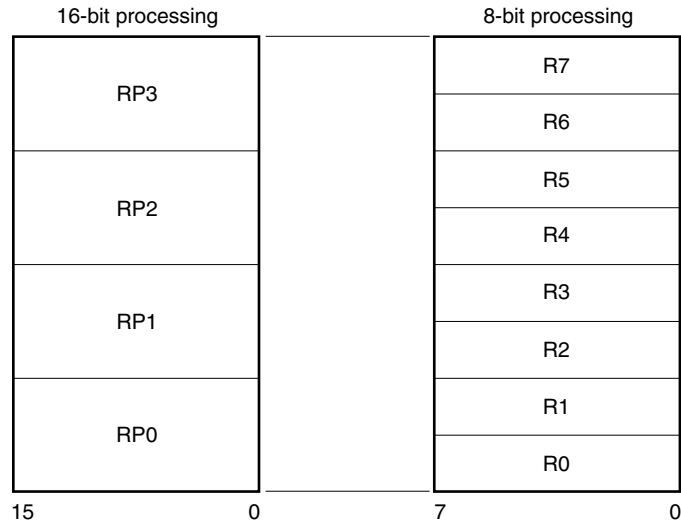 16-bit processing 8-bit processing
RP3
R7
R6
RP2
R5
R4
RP1
R3
R2
RP0
R1
R0
15 0 7 0